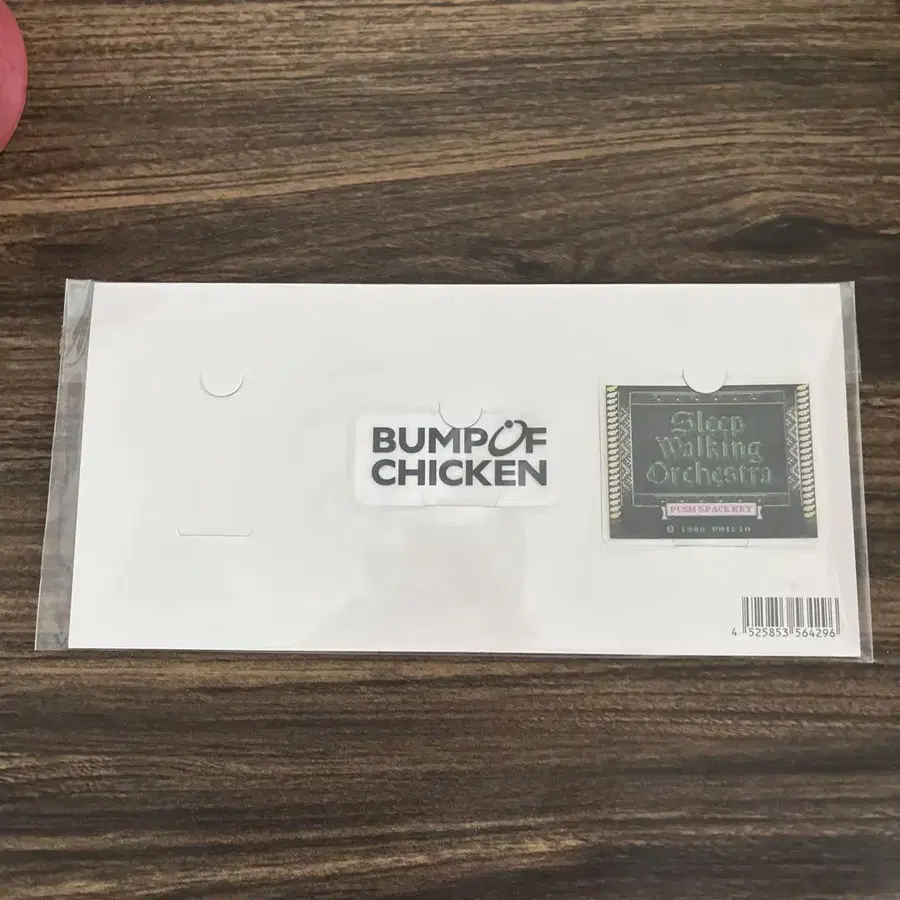 BUMP OF
CHICKEN
Sleep
Walking
Orchestra
PUSH SPACE KEY
© 1986 PHILIA
4 525853 564296